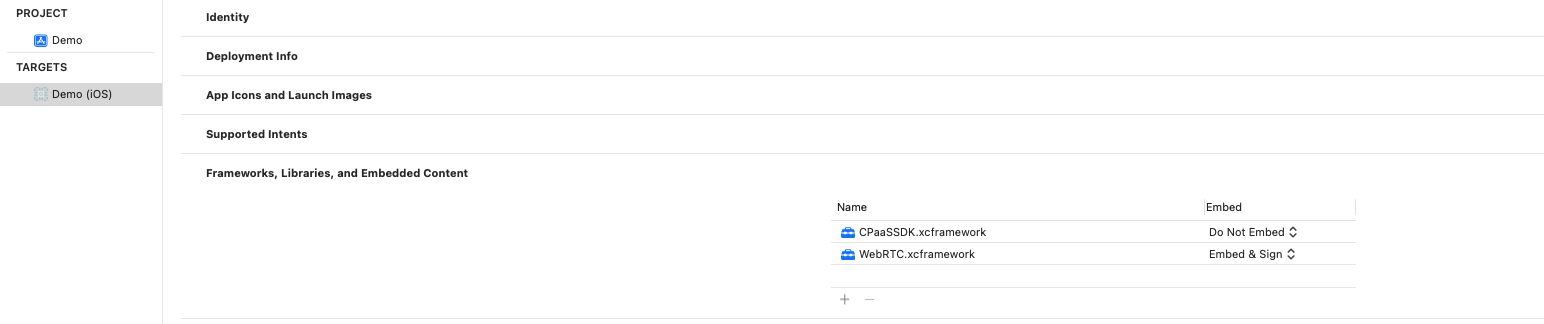 PROJECT
Demo
TARGETS
Demo (iOS)
Identity
Deployment Info
App Icons and Launch Images
Supported Intents
Frameworks, Libraries, and Embedded Content
Name Embed
CPaaSSDK.xcframework Do Not Embed
WebRTC.xcframework Embed & Sign